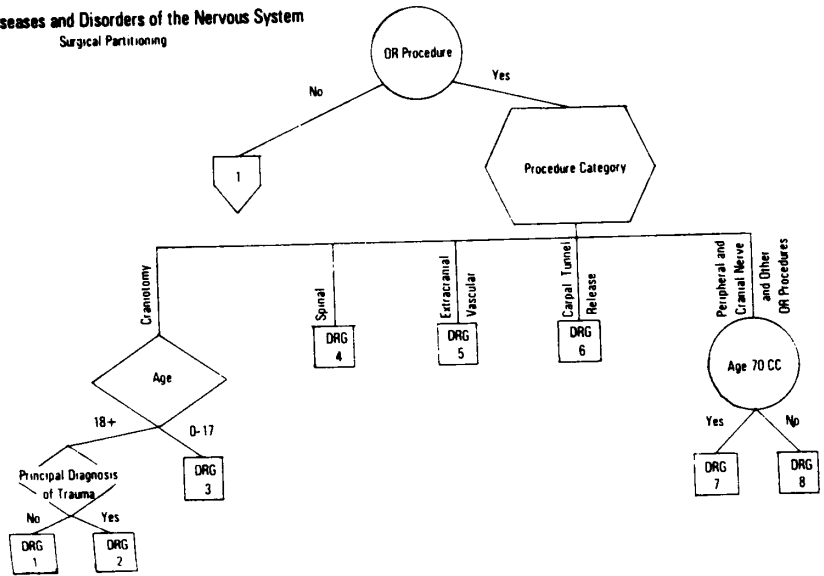 seases and Disorders of the Nervous System
Surgical Partitioning
OR Procedure
No
Yes
1
Procedure Category
Craniotomy
Spinal
Extracranial
Vascular
Carpal Tunnel
Release
Peripheral and
Cranial Nerve
and Other
OR Procedures
DRG
4
DRG
5
DRG
6
Age
Age 70 CC
18+
0-17
Yes
No
Principal Diagnosis
of Trauma
DRG
3
DRG
7
DRG
8
No
Yes
DRG
1
DRG
2